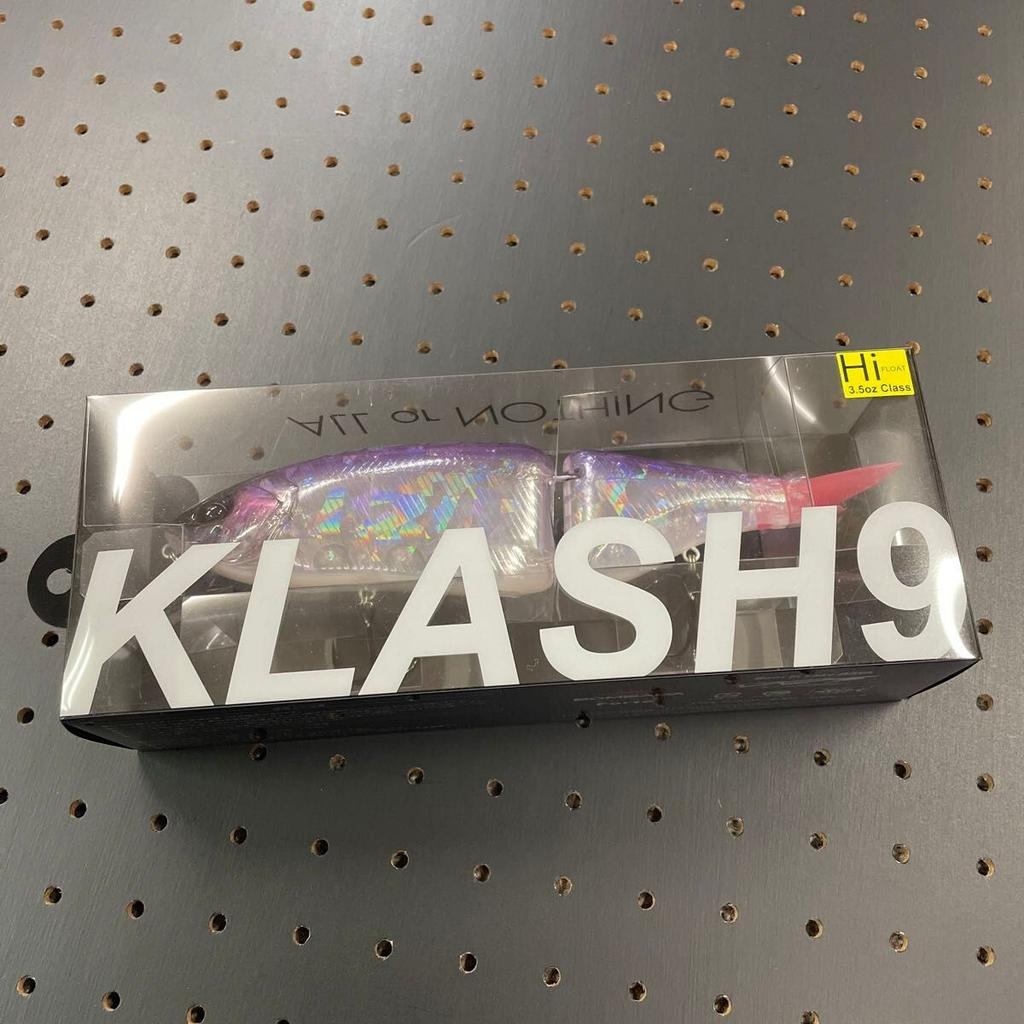 Hi FLOAT
3.5oz Class
ALL or NOTHING
KLASH9